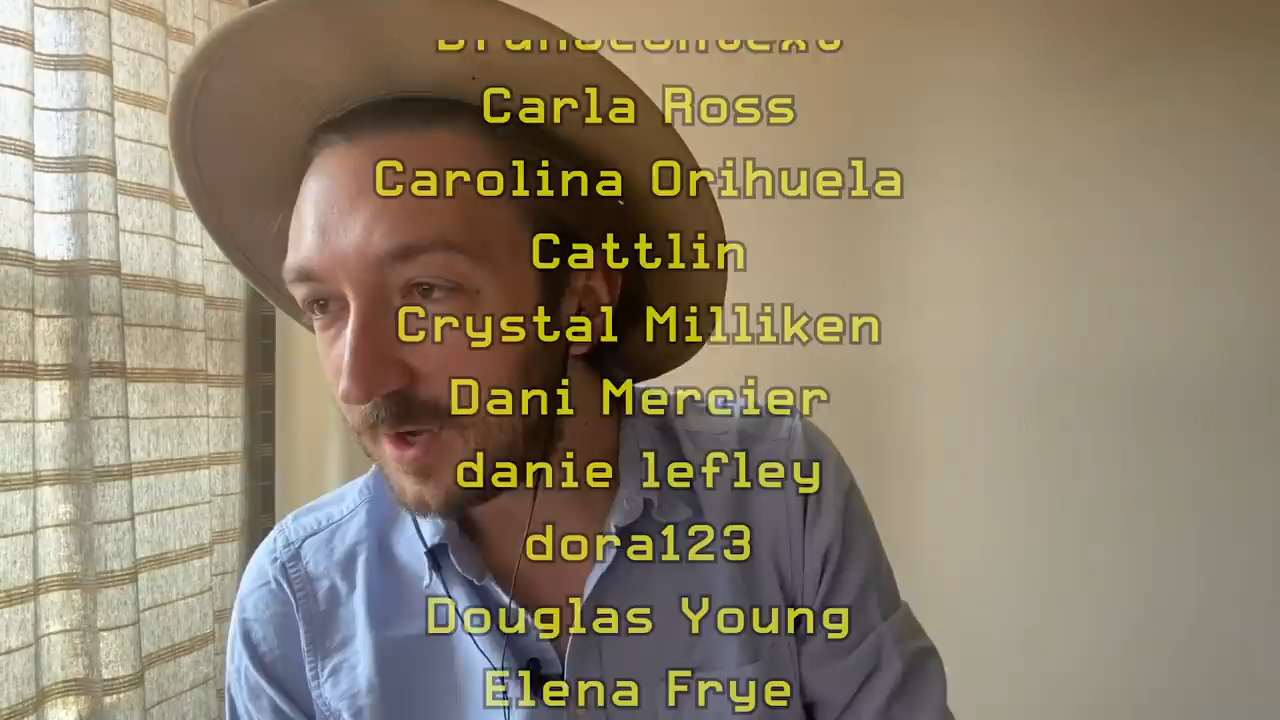 Carla Ross
Carolina Orihuela
Cattlin
Crystal Milliken
Dani Mercier
danie lefley
dora123
Douglas Young
Elena Frye